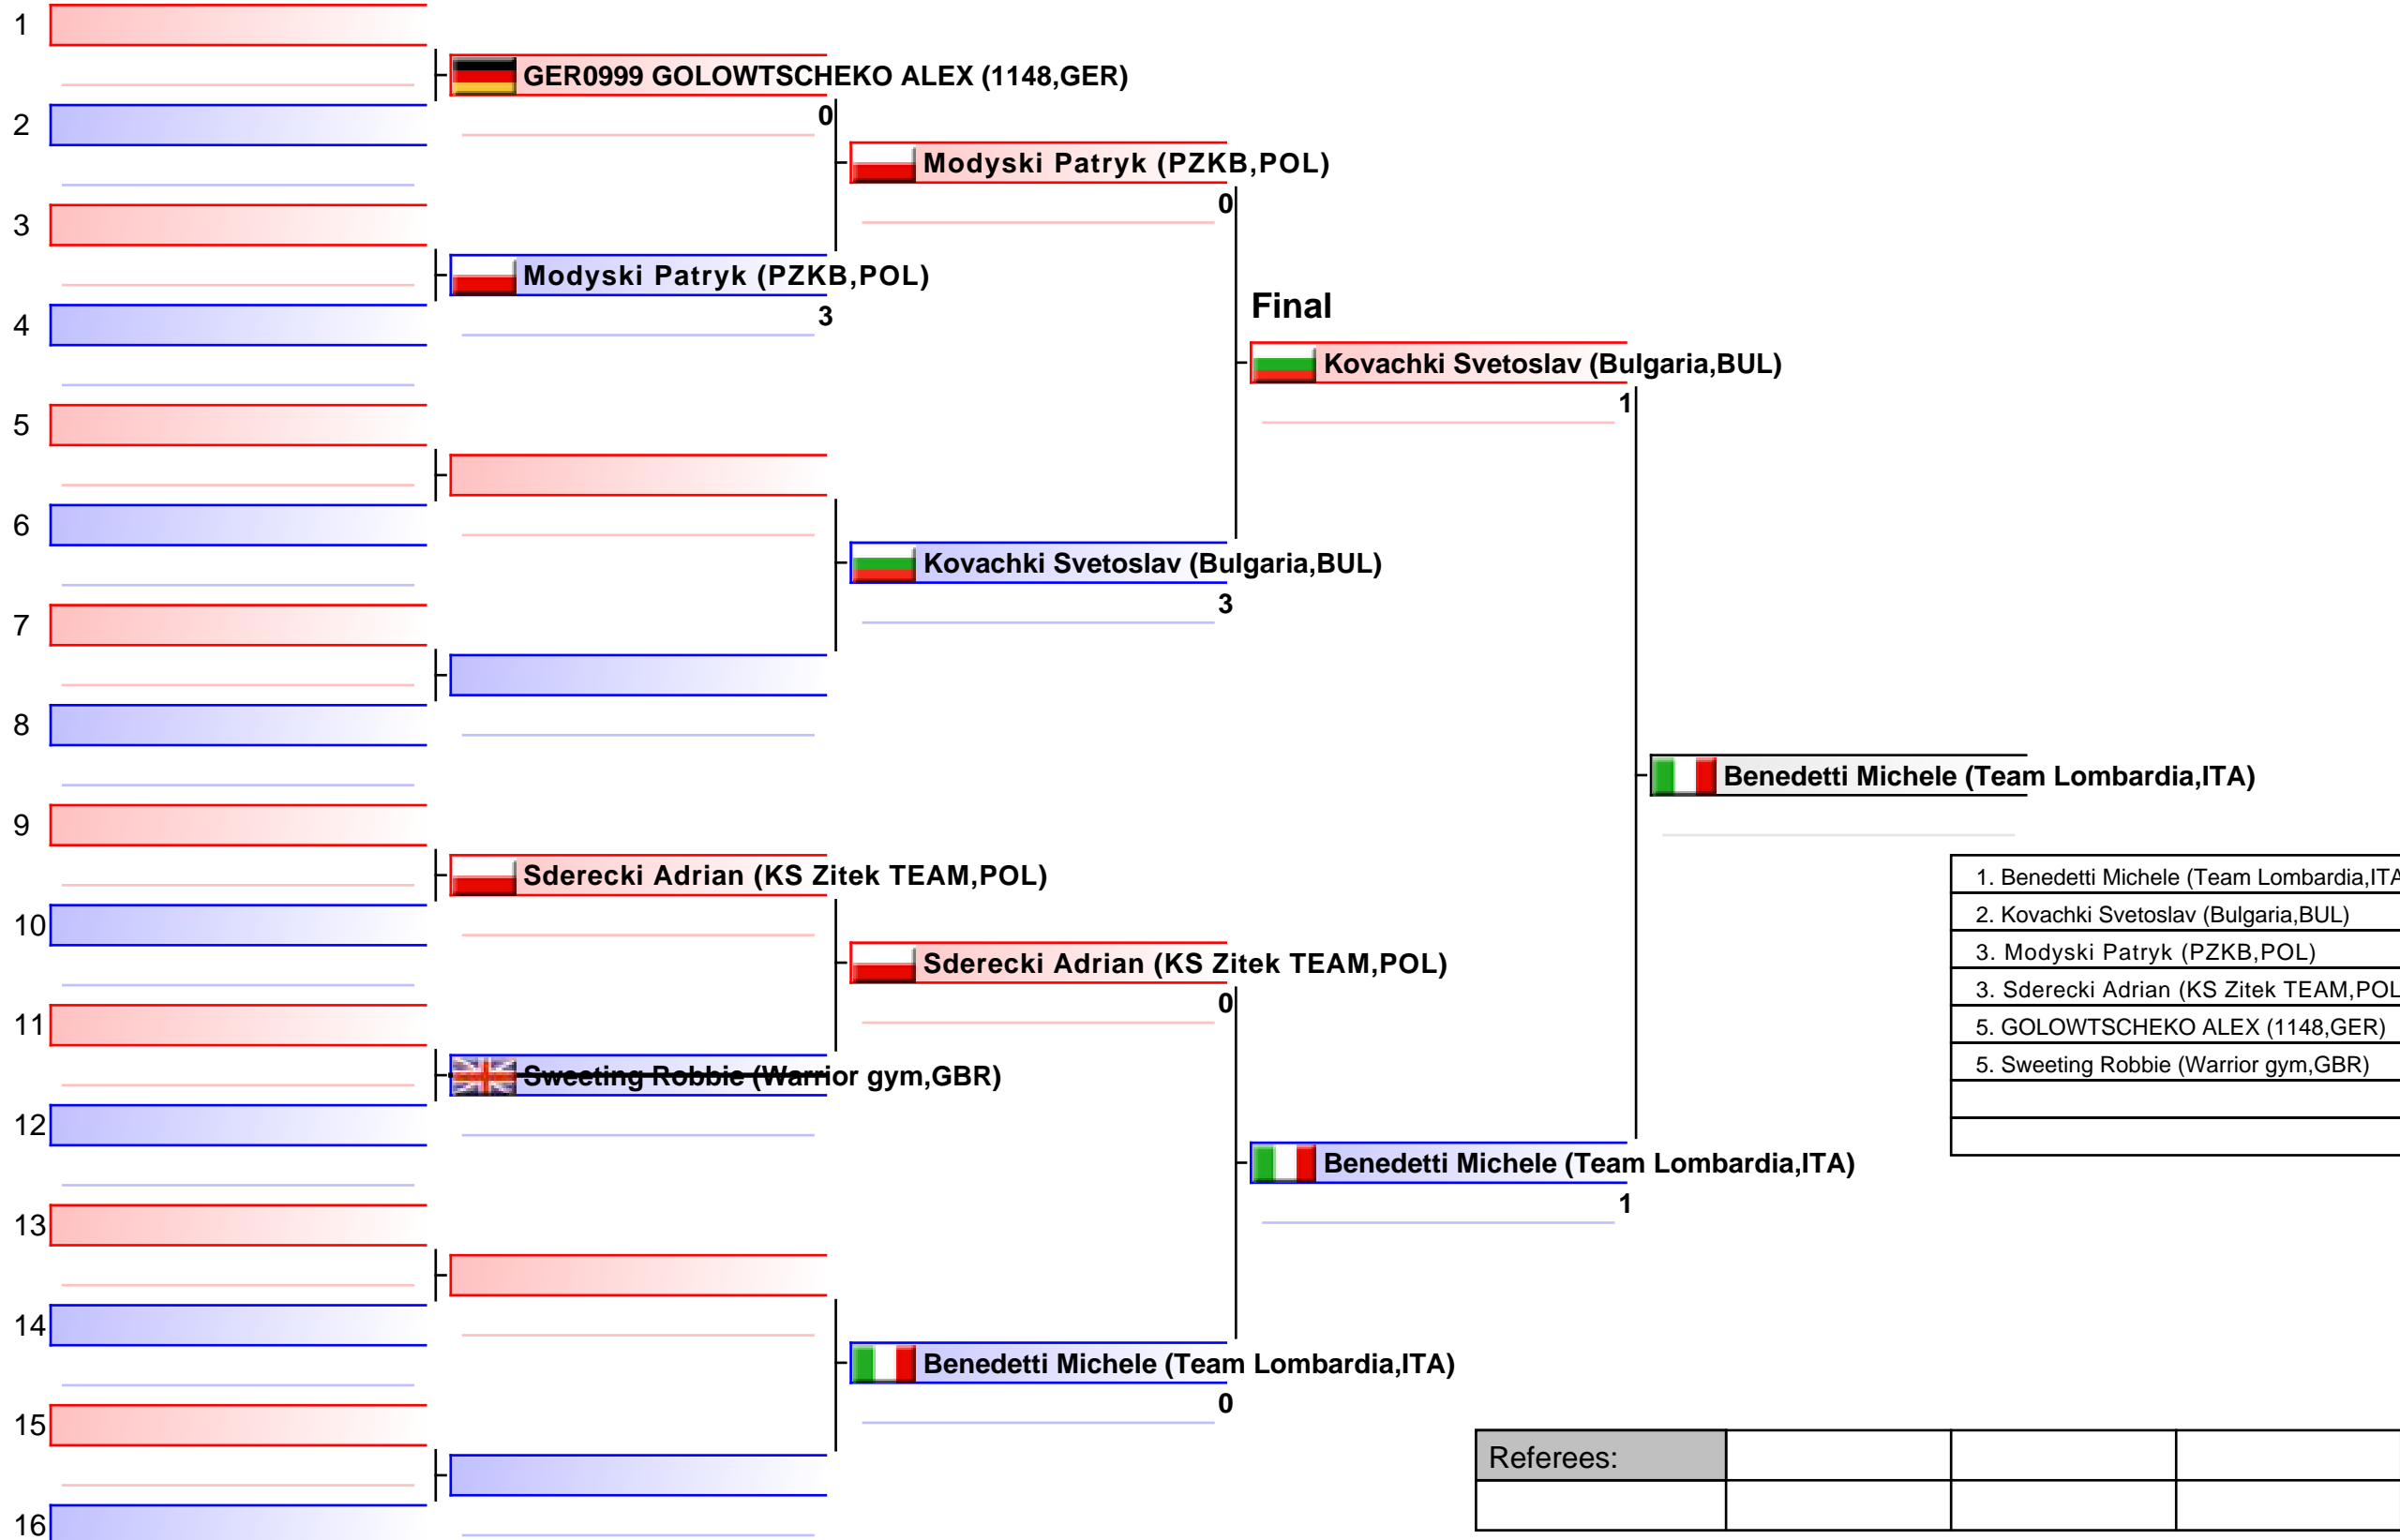 1
GER0999 GOLOWTSCHEKO ALEX (1148,GER)
0
2
Modyski Patryk (PZKB,POL)
0
3
Modyski Patryk (PZKB,POL)
3
4
Final
Kovachki Svetoslav (Bulgaria,BUL)
1
5
6
Kovachki Svetoslav (Bulgaria,BUL)
3
7
8
Benedetti Michele (Team Lombardia,ITA)
9
Sderecki Adrian (KS Zitek TEAM,POL)
10
Sderecki Adrian (KS Zitek TEAM,POL)
0
11
Sweeting Robbie (Warrior gym,GBR)
12
Benedetti Michele (Team Lombardia,ITA)
1
13
14
Benedetti Michele (Team Lombardia,ITA)
0
15
16
1. Benedetti Michele (Team Lombardia,ITA
2. Kovachki Svetoslav (Bulgaria,BUL)
3. Modyski Patryk (PZKB,POL)
3. Sderecki Adrian (KS Zitek TEAM,POL
5. GOLOWTSCHEKO ALEX (1148,GER)
5. Sweeting Robbie (Warrior gym,GBR)
Referees: